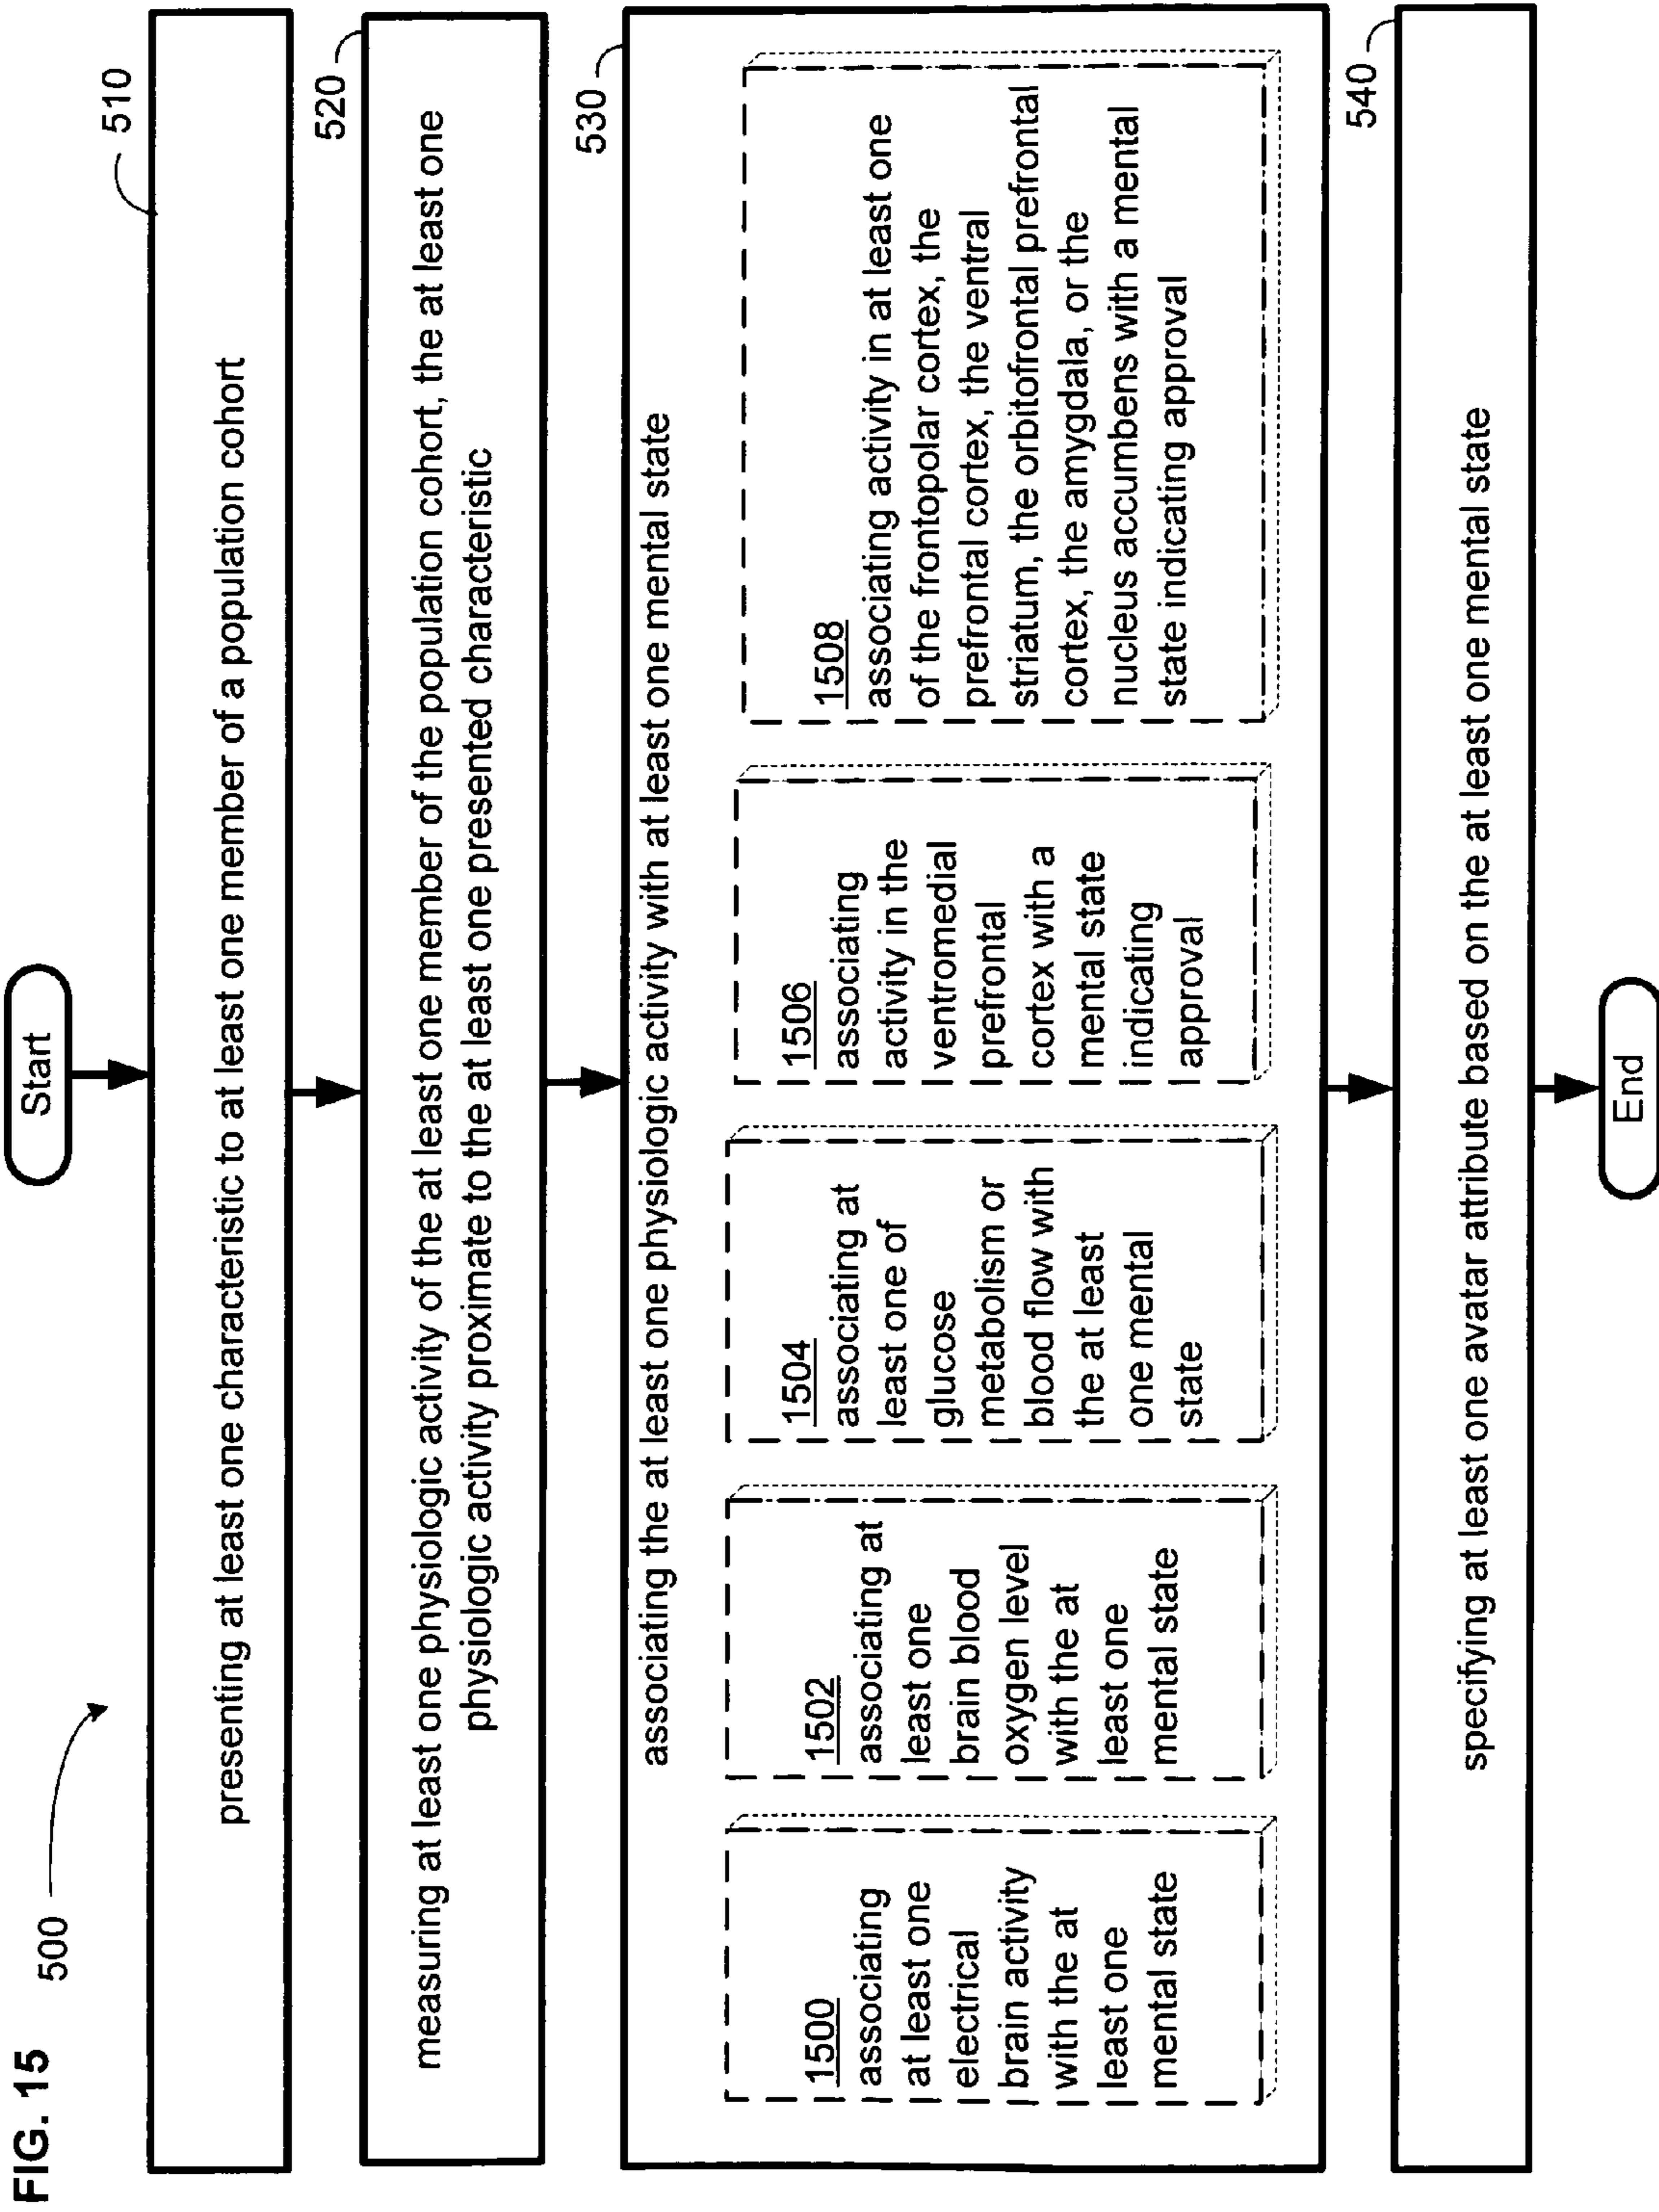 FIG. 15
500
Start
510
presenting at least one characteristic to at least one member of a population cohort
520
measuring at least one physiologic activity of the at least one member of the population cohort, the at least one
physiologic activity proximate to the at least one presented characteristic
530
associating the at least one physiologic activity with at least one mental state
1500
associating
at least one
electrical
brain activity
with the at
least one
mental state
1502
associating at
least one
brain blood
oxygen level
with the at
least one
mental state
1504
associating at
least one of
glucose
metabolism or
blood flow with
the at least
one mental
state
1506
associating
activity in the
ventromedial
prefrontal
cortex with a
mental state
indicating
approval
1508
associating activity in at least one
of the frontopolar cortex, the
prefrontal cortex, the ventral
striatum, the orbitofrontal prefrontal
cortex, the amygdala, or the
nucleus accumbens with a mental
state indicating approval
540
specifying at least one avatar attribute based on the at least one mental state
End